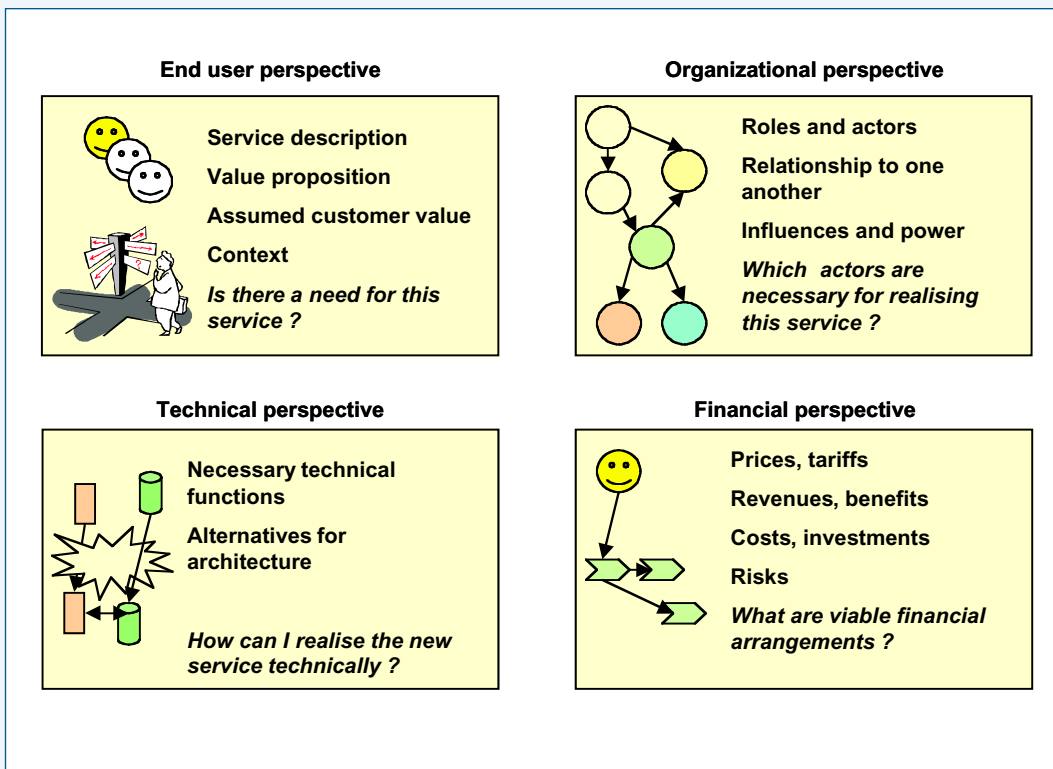 End user perspective
Service description
Value proposition
Assumed customer value
Context
Is there a need for this
service ?
?
Organizational perspective
Roles and actors
Relationship to one
another
Influences and power
Which  actors are
necessary for realising
this service ?
Technical perspective
Necessary technical
functions
Alternatives for
architecture
How can I realise the new
service technically ?
Financial perspective
Prices, tariffs
Revenues, benefits
Costs, investments
Risks
What are viable financial
arrangements ?